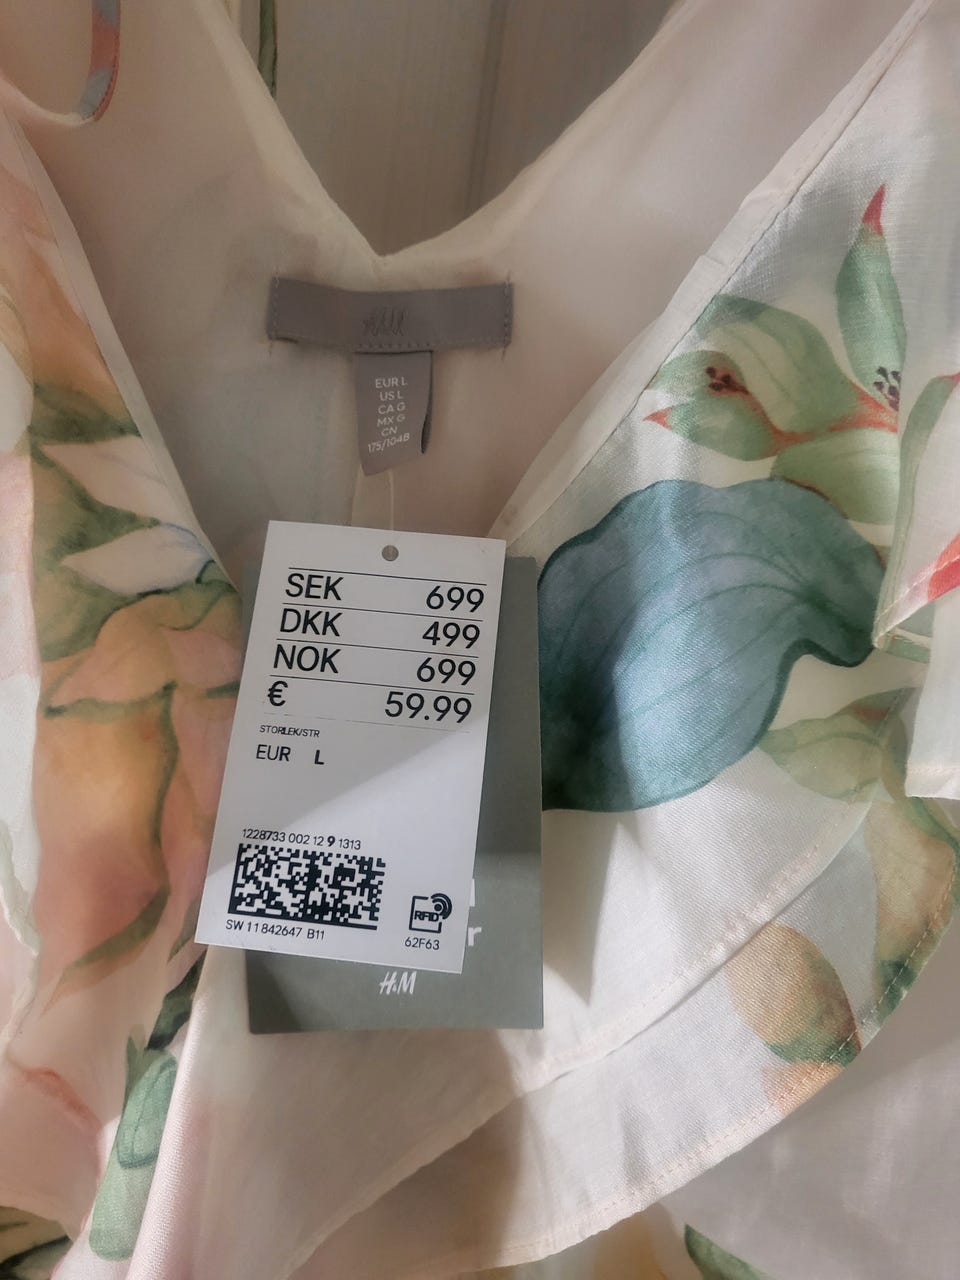 H&M
EUR L
US L
CA G
MX G
CN
175/104B
SEK 699
DKK 499
NOK 699
€ 59.99
STORLEK/STR
EUR L
1228733 002 12 9 1313
RFID
SW 11842647 B11
62F63
r
H&M